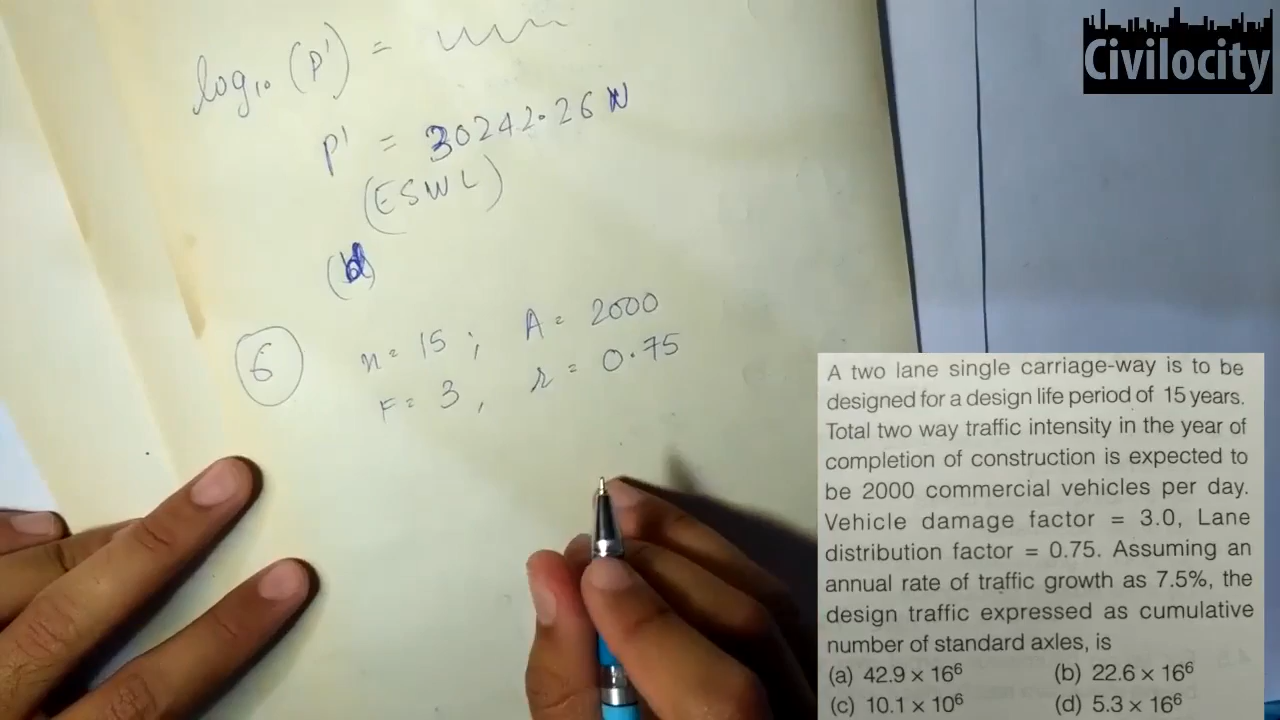 Civilocity
log₁₀ (P') =
P' = 30242.26 N
(ESWL)
(d)
6
n = 15 ; A = 2000
F = 3 , r = 0.75
A two lane single carriage-way is to be
designed for a design life period of 15 years.
Total two way traffic intensity in the year of
completion of construction is expected to
be 2000 commercial vehicles per day.
Vehicle damage factor = 3.0, Lane
distribution factor = 0.75. Assuming an
annual rate of traffic growth as 7.5%, the
design traffic expressed as cumulative
number of standard axles, is
(a) 42.9 × 16⁶ (b) 22.6 × 16⁶
(c) 10.1 × 10⁶ (d) 5.3 × 16⁶